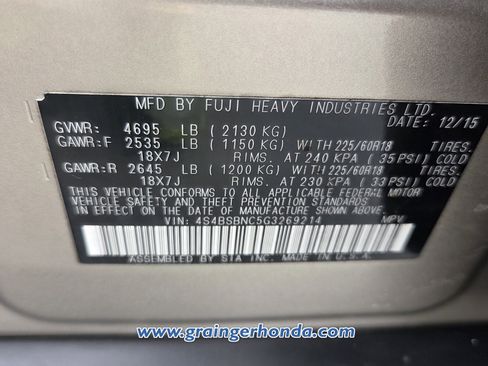 MFD BY FUJI HEAVY INDUSTRIES LTD.
DATE: 12/15
GVWR: 4695 LB (2130 KG)
GAWR:F 2535 LB (1150 KG) WITH 225/60R18 TIRES.
18X7J RIMS. AT 240 KPA (35 PSI) COLD
GAWR:R 2645 LB (1200 KG) WITH 225/60R18 TIRES.
18X7J RIMS. AT 230 KPA (33 PSI) COLD
THIS VEHICLE CONFORMS TO ALL APPLICABLE FEDERAL MOTOR
VEHICLE SAFETY AND THEFT PREVENTION STANDARDS IN EFFECT
ON THE DATE OF MANUFACTURE SHOWN ABOVE.
VIN: 4S4BSBNC5G3269214 MPV
ASSEMBLED BY SIA INC. MADE IN U.S.A.
www.graingerhonda.com